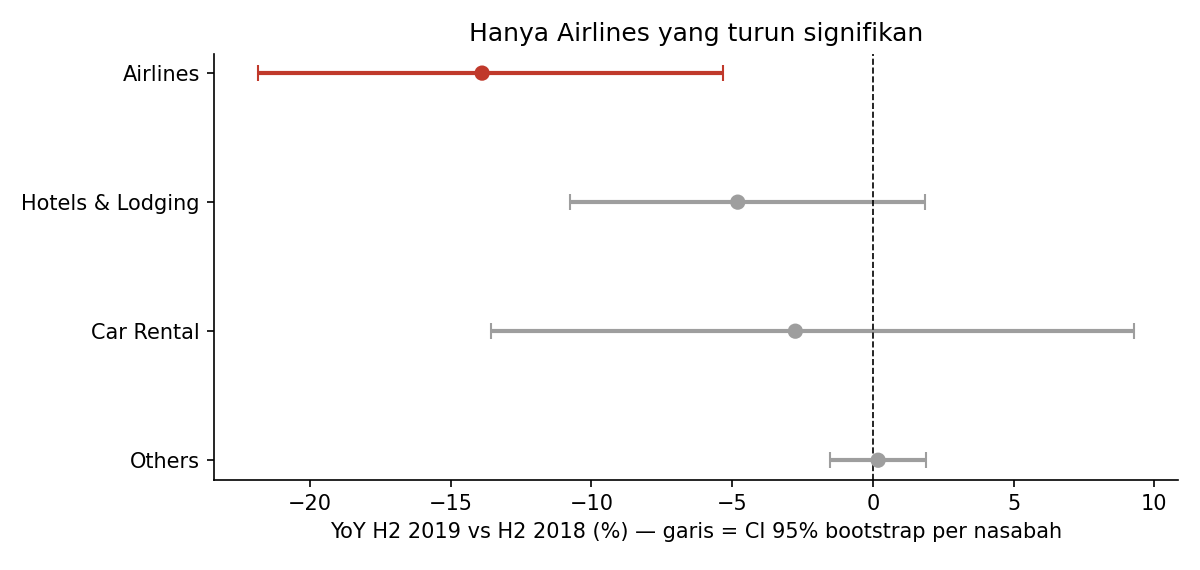 Hanya Airlines yang turun signifikan
Airlines
Hotels & Lodging
Car Rental
Others
−20 −15 −10 −5 0 5 10
YoY H2 2019 vs H2 2018 (%) — garis = CI 95% bootstrap per nasabah